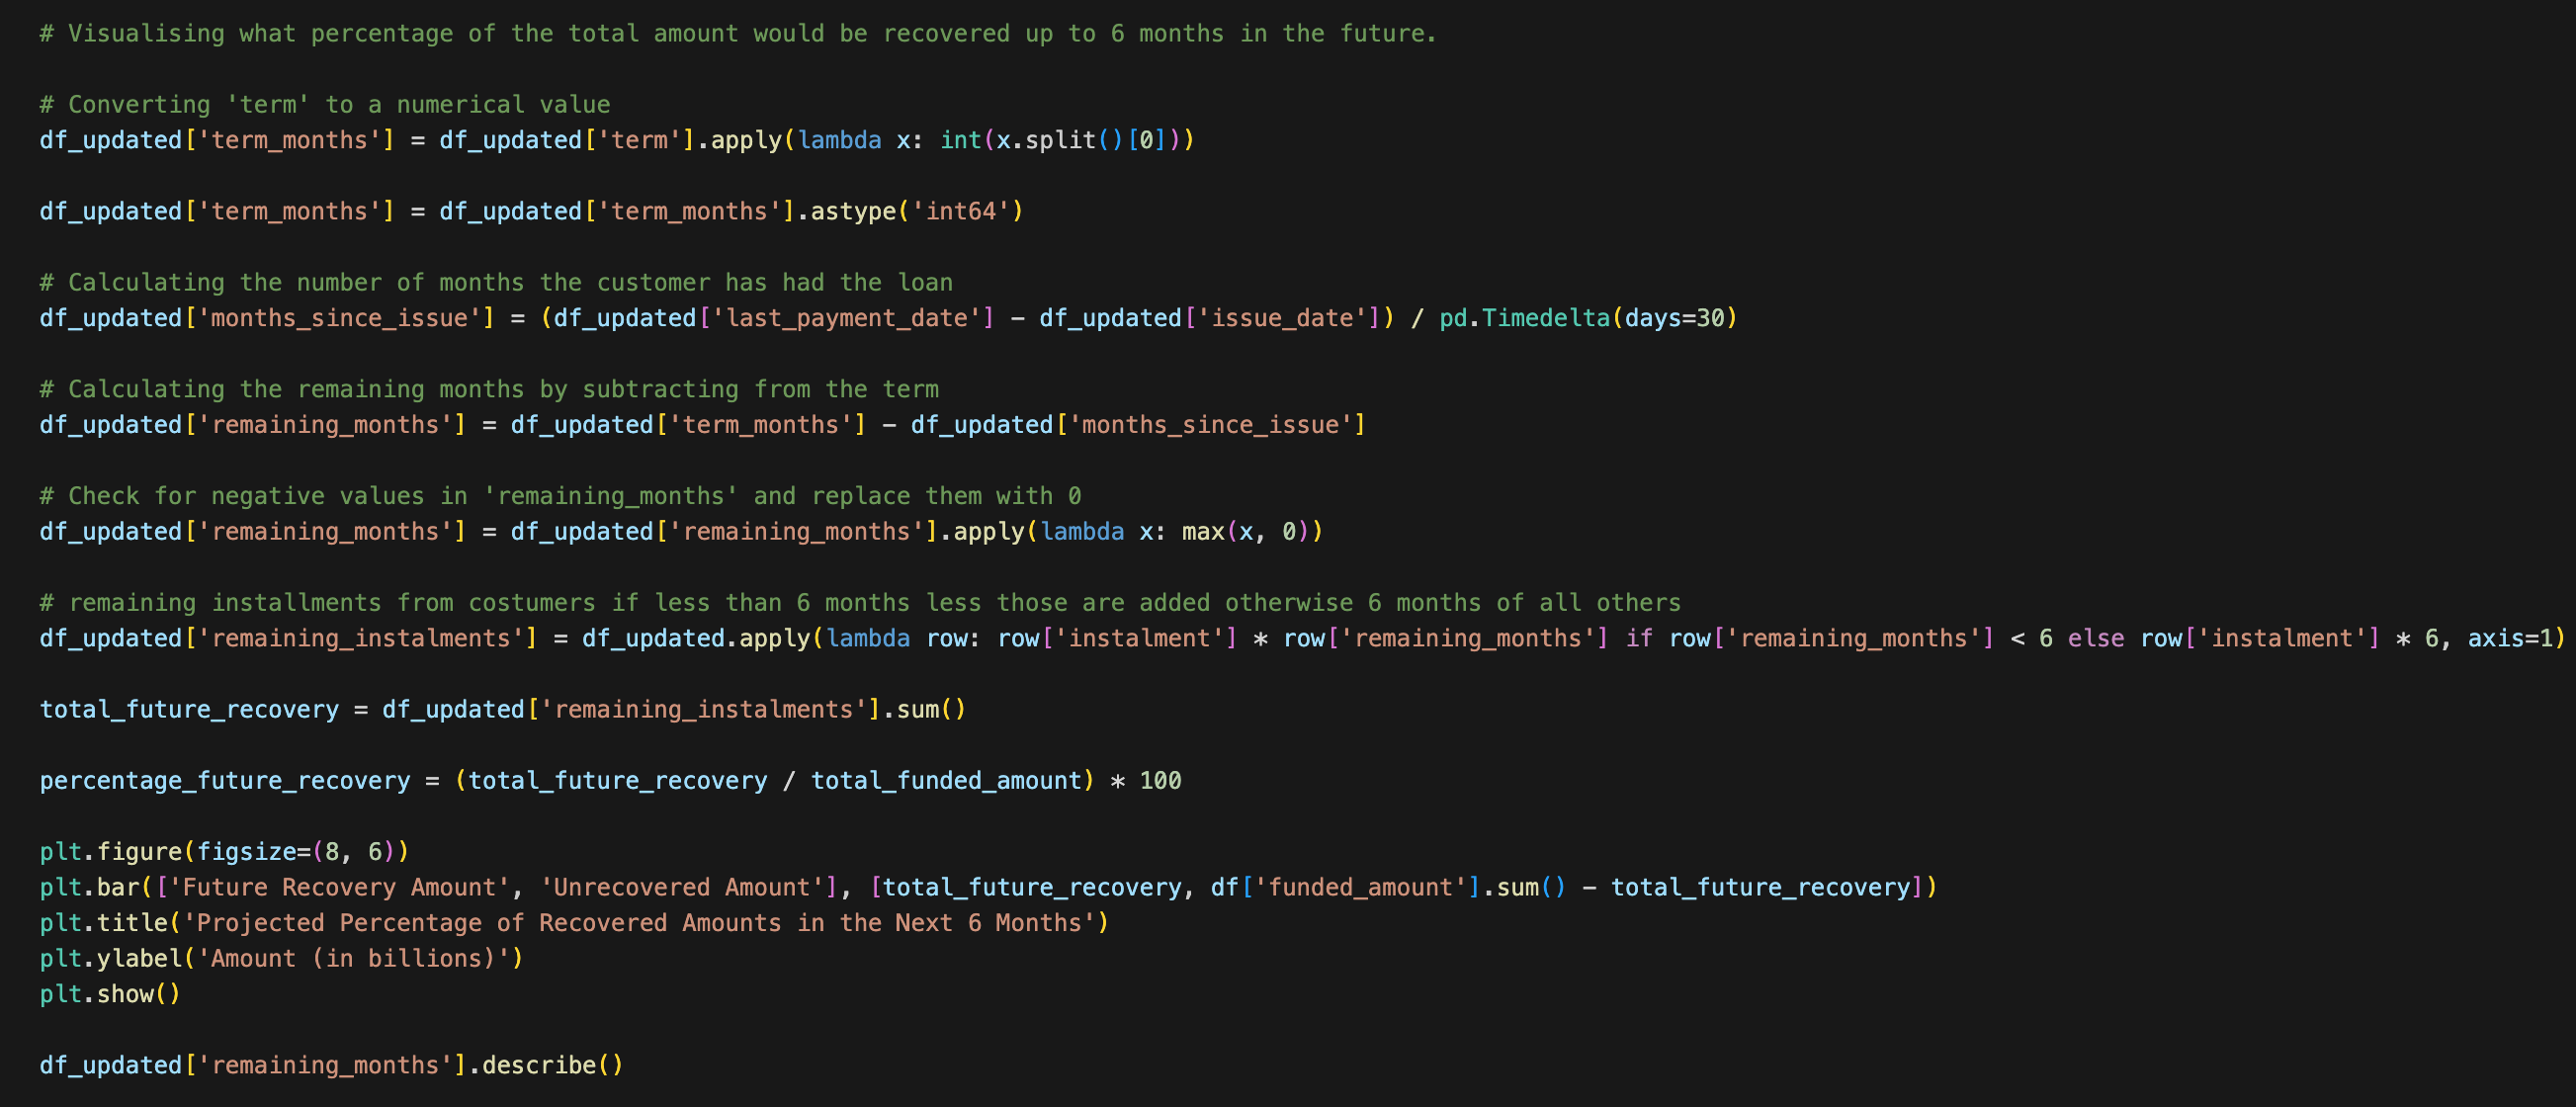 # Visualising what percentage of the total amount would be recovered up to 6 months in the future.
# Converting 'term' to a numerical value
df_updated['term_months'] = df_updated['term'].apply(lambda x: int(x.split()[0]))
df_updated['term_months'] = df_updated['term_months'].astype('int64')
# Calculating the number of months the customer has had the loan
df_updated['months_since_issue'] = (df_updated['last_payment_date'] - df_updated['issue_date']) / pd.Timedelta(days=30)
# Calculating the remaining months by subtracting from the term
df_updated['remaining_months'] = df_updated['term_months'] - df_updated['months_since_issue']
# Check for negative values in 'remaining_months' and replace them with 0
df_updated['remaining_months'] = df_updated['remaining_months'].apply(lambda x: max(x, 0))
# remaining installments from costumers if less than 6 months less those are added otherwise 6 months of all others
df_updated['remaining_instalments'] = df_updated.apply(lambda row: row['instalment'] * row['remaining_months'] if row['remaining_months'] < 6 else row['instalment'] * 6, axis=1)
total_future_recovery = df_updated['remaining_instalments'].sum()
percentage_future_recovery = (total_future_recovery / total_funded_amount) * 100
plt.figure(figsize=(8, 6))
plt.bar(['Future Recovery Amount', 'Unrecovered Amount'], [total_future_recovery, df['funded_amount'].sum() - total_future_recovery])
plt.title('Projected Percentage of Recovered Amounts in the Next 6 Months')
plt.ylabel('Amount (in billions)')
plt.show()
df_updated['remaining_months'].describe()